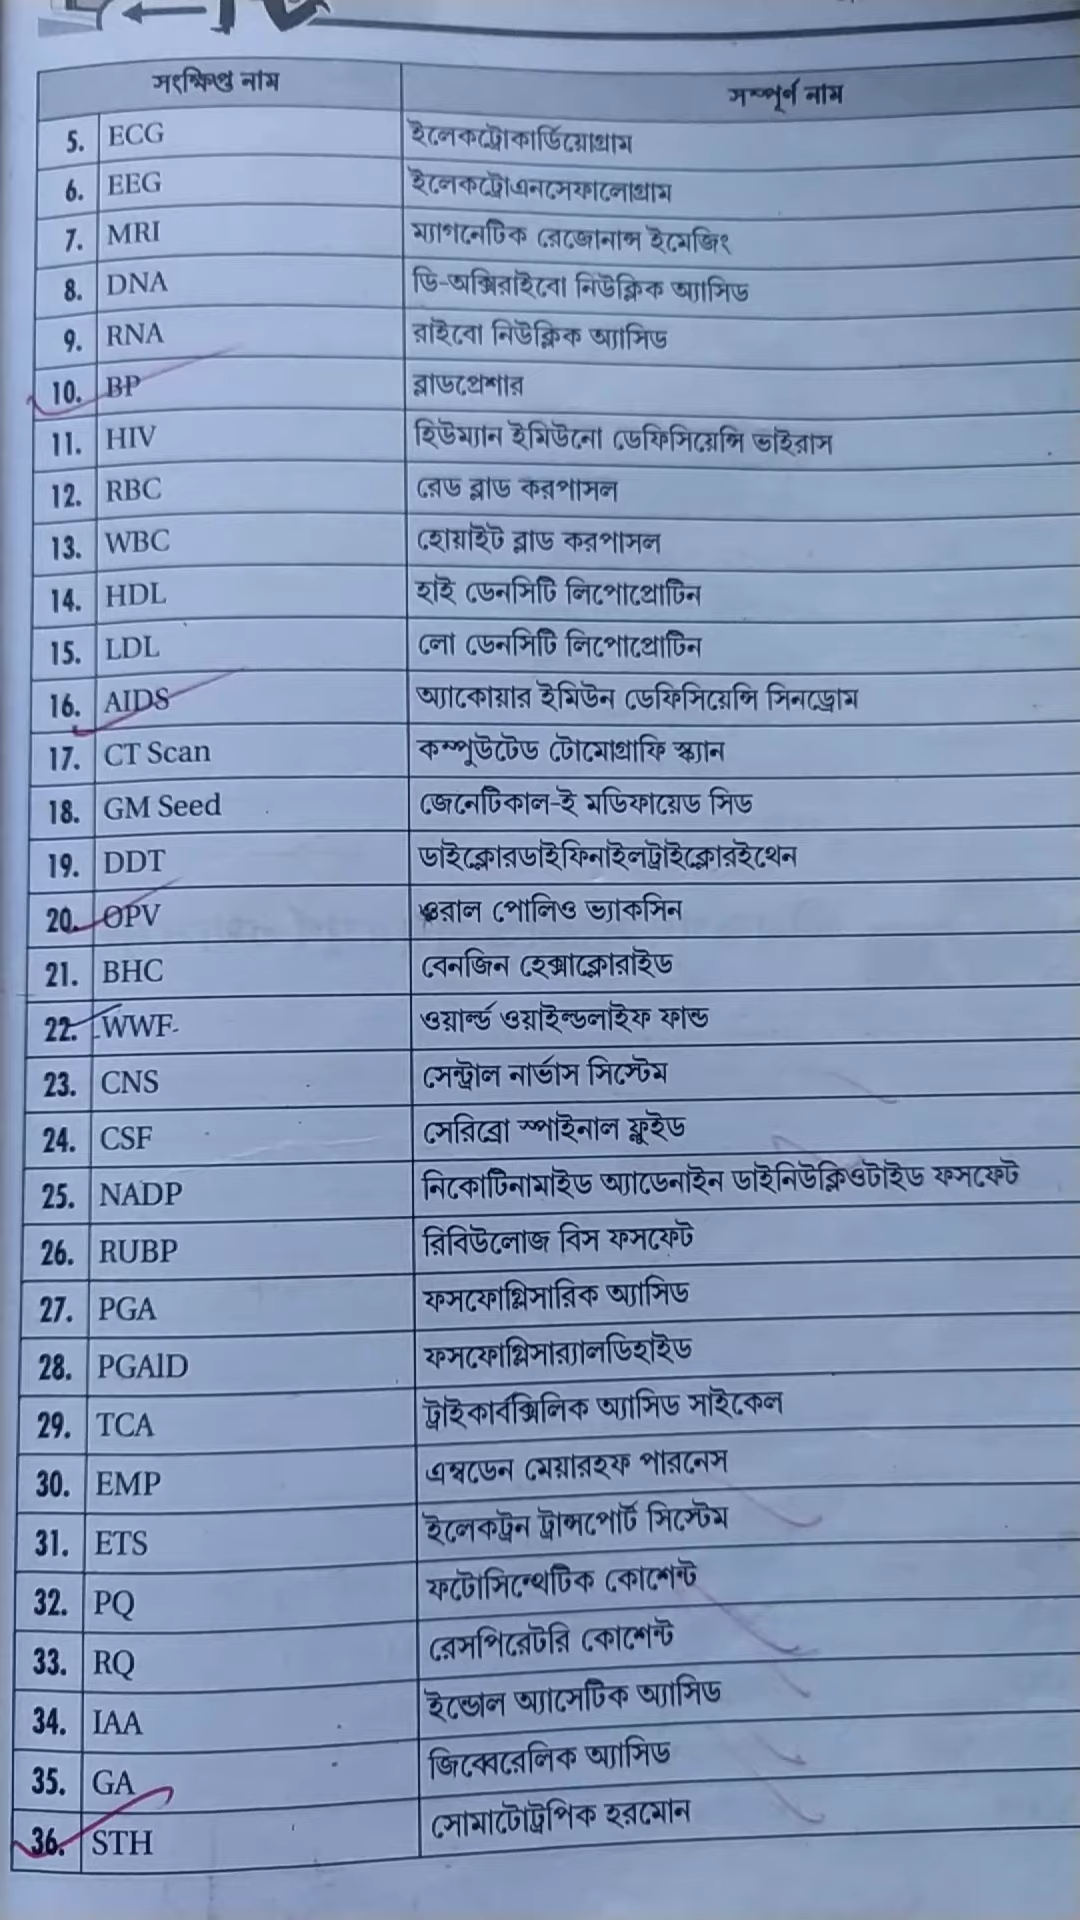 সংক্ষিপ্ত নাম সম্পূর্ণ নাম
5. ECG ইলেকট্রোকার্ডিয়োগ্রাম
6. EEG ইলেকট্রোএনসেফালোগ্রাম
7. MRI ম্যাগনেটিক রেজোনান্স ইমেজিং
8. DNA ডি-অক্সিরাইবো নিউক্লিক অ্যাসিড
9. RNA রাইবো নিউক্লিক অ্যাসিড
10. BP ব্লাডপ্রেশার
11. HIV হিউম্যান ইমিউনো ডেফিসিয়েন্সি ভাইরাস
12. RBC রেড ব্লাড করপাসল
13. WBC হোয়াইট ব্লাড করপাসল
14. HDL হাই ডেনসিটি লিপোপ্রোটিন
15. LDL লো ডেনসিটি লিপোপ্রোটিন
16. AIDS অ্যাকোয়ার ইমিউন ডেফিসিয়েন্সি সিনড্রোম
17. CT Scan কম্পুউটেড টোমোগ্রাফি স্ক্যান
18. GM Seed জেনেটিকাল-ই মডিফায়েড সিড
19. DDT ডাইক্লোরডাইফিনাইলট্রাইক্লোরইথেন
20. OPV ওরাল পোলিও ভ্যাকসিন
21. BHC বেনজিন হেক্সাক্লোরাইড
22. WWF ওয়ার্ল্ড ওয়াইল্ডলাইফ ফান্ড
23. CNS সেন্ট্রাল নার্ভাস সিস্টেম
24. CSF সেরিব্রো স্পাইনাল ফ্লুইড
25. NADP নিকোটিনামাইড অ্যাডেনাইন ডাইনিউক্লিওটাইড ফসফেট
26. RUBP রিবিউলোজ বিস ফসফেট
27. PGA ফসফোগ্লিসারিক অ্যাসিড
28. PGAlD ফসফোগ্লিসার‍্যালডিহাইড
29. TCA ট্রাইকার্বক্সিলিক অ্যাসিড সাইকেল
30. EMP এম্বডেন মেয়ারহফ পারনেস
31. ETS ইলেকট্রন ট্রান্সপোর্ট সিস্টেম
32. PQ ফটোসিন্থেটিক কোশেন্ট
33. RQ রেসপিরেটরি কোশেন্ট
34. IAA ইন্ডোল অ্যাসেটিক অ্যাসিড
35. GA জিব্বেরেলিক অ্যাসিড
36. STH সোমাটোট্রপিক হরমোন